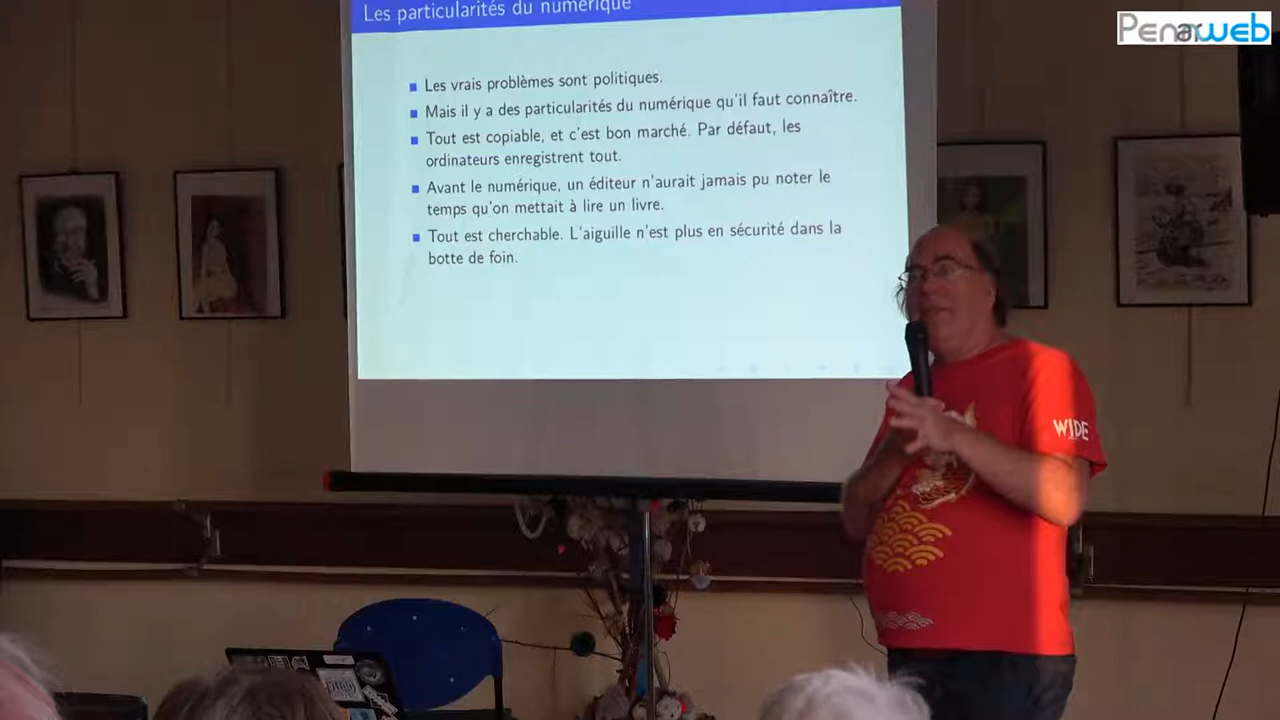 Les particularités du numérique
Penarweb
Les vrais problèmes sont politiques.
Mais il y a des particularités du numérique qu'il faut connaître.
Tout est copiable, et c'est bon marché. Par défaut, les
ordinateurs enregistrent tout.
Avant le numérique, un éditeur n'aurait jamais pu noter le
temps qu'on mettait à lire un livre.
Tout est cherchable. L'aiguille n'est plus en sécurité dans la
botte de foin.
WIDE